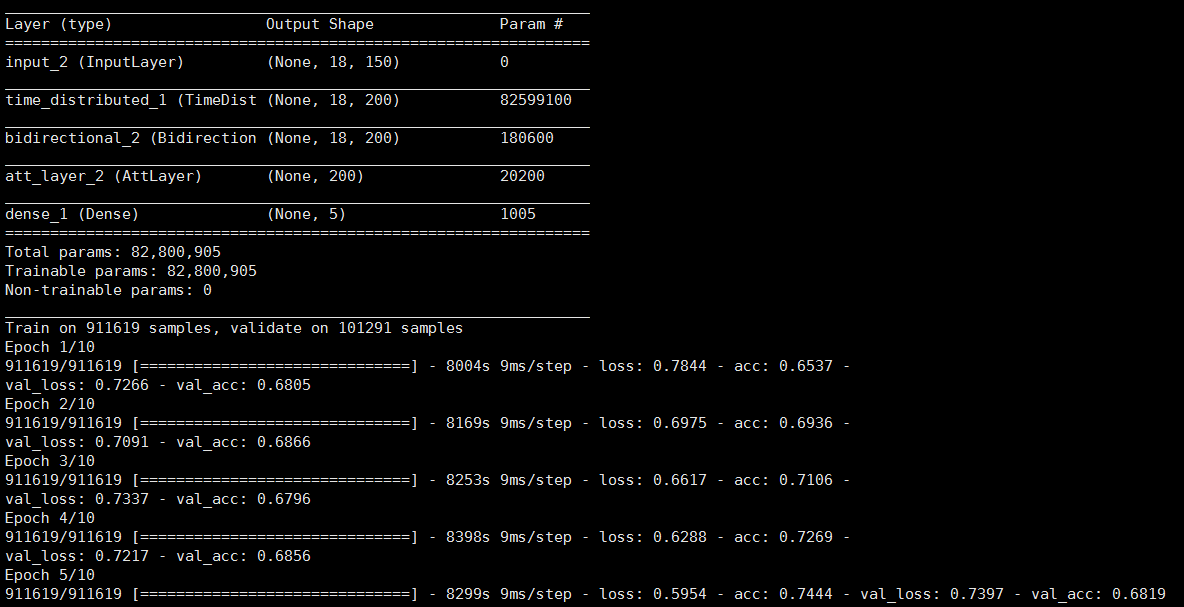 _________________________________________________________________
Layer (type)                 Output Shape              Param #
=================================================================
input_2 (InputLayer)         (None, 18, 150)           0
_________________________________________________________________
time_distributed_1 (TimeDist (None, 18, 200)           82599100
_________________________________________________________________
bidirectional_2 (Bidirection (None, 18, 200)           180600
_________________________________________________________________
att_layer_2 (AttLayer)       (None, 200)               20200
_________________________________________________________________
dense_1 (Dense)              (None, 5)                 1005
=================================================================
Total params: 82,800,905
Trainable params: 82,800,905
Non-trainable params: 0
_________________________________________________________________
Train on 911619 samples, validate on 101291 samples
Epoch 1/10
911619/911619 [==============================] - 8004s 9ms/step - loss: 0.7844 - acc: 0.6537 -
val_loss: 0.7266 - val_acc: 0.6805
Epoch 2/10
911619/911619 [==============================] - 8169s 9ms/step - loss: 0.6975 - acc: 0.6936 -
val_loss: 0.7091 - val_acc: 0.6866
Epoch 3/10
911619/911619 [==============================] - 8253s 9ms/step - loss: 0.6617 - acc: 0.7106 -
val_loss: 0.7337 - val_acc: 0.6796
Epoch 4/10
911619/911619 [==============================] - 8398s 9ms/step - loss: 0.6288 - acc: 0.7269 -
val_loss: 0.7217 - val_acc: 0.6856
Epoch 5/10
911619/911619 [==============================] - 8299s 9ms/step - loss: 0.5954 - acc: 0.7444 - val_loss: 0.7397 - val_acc: 0.6819